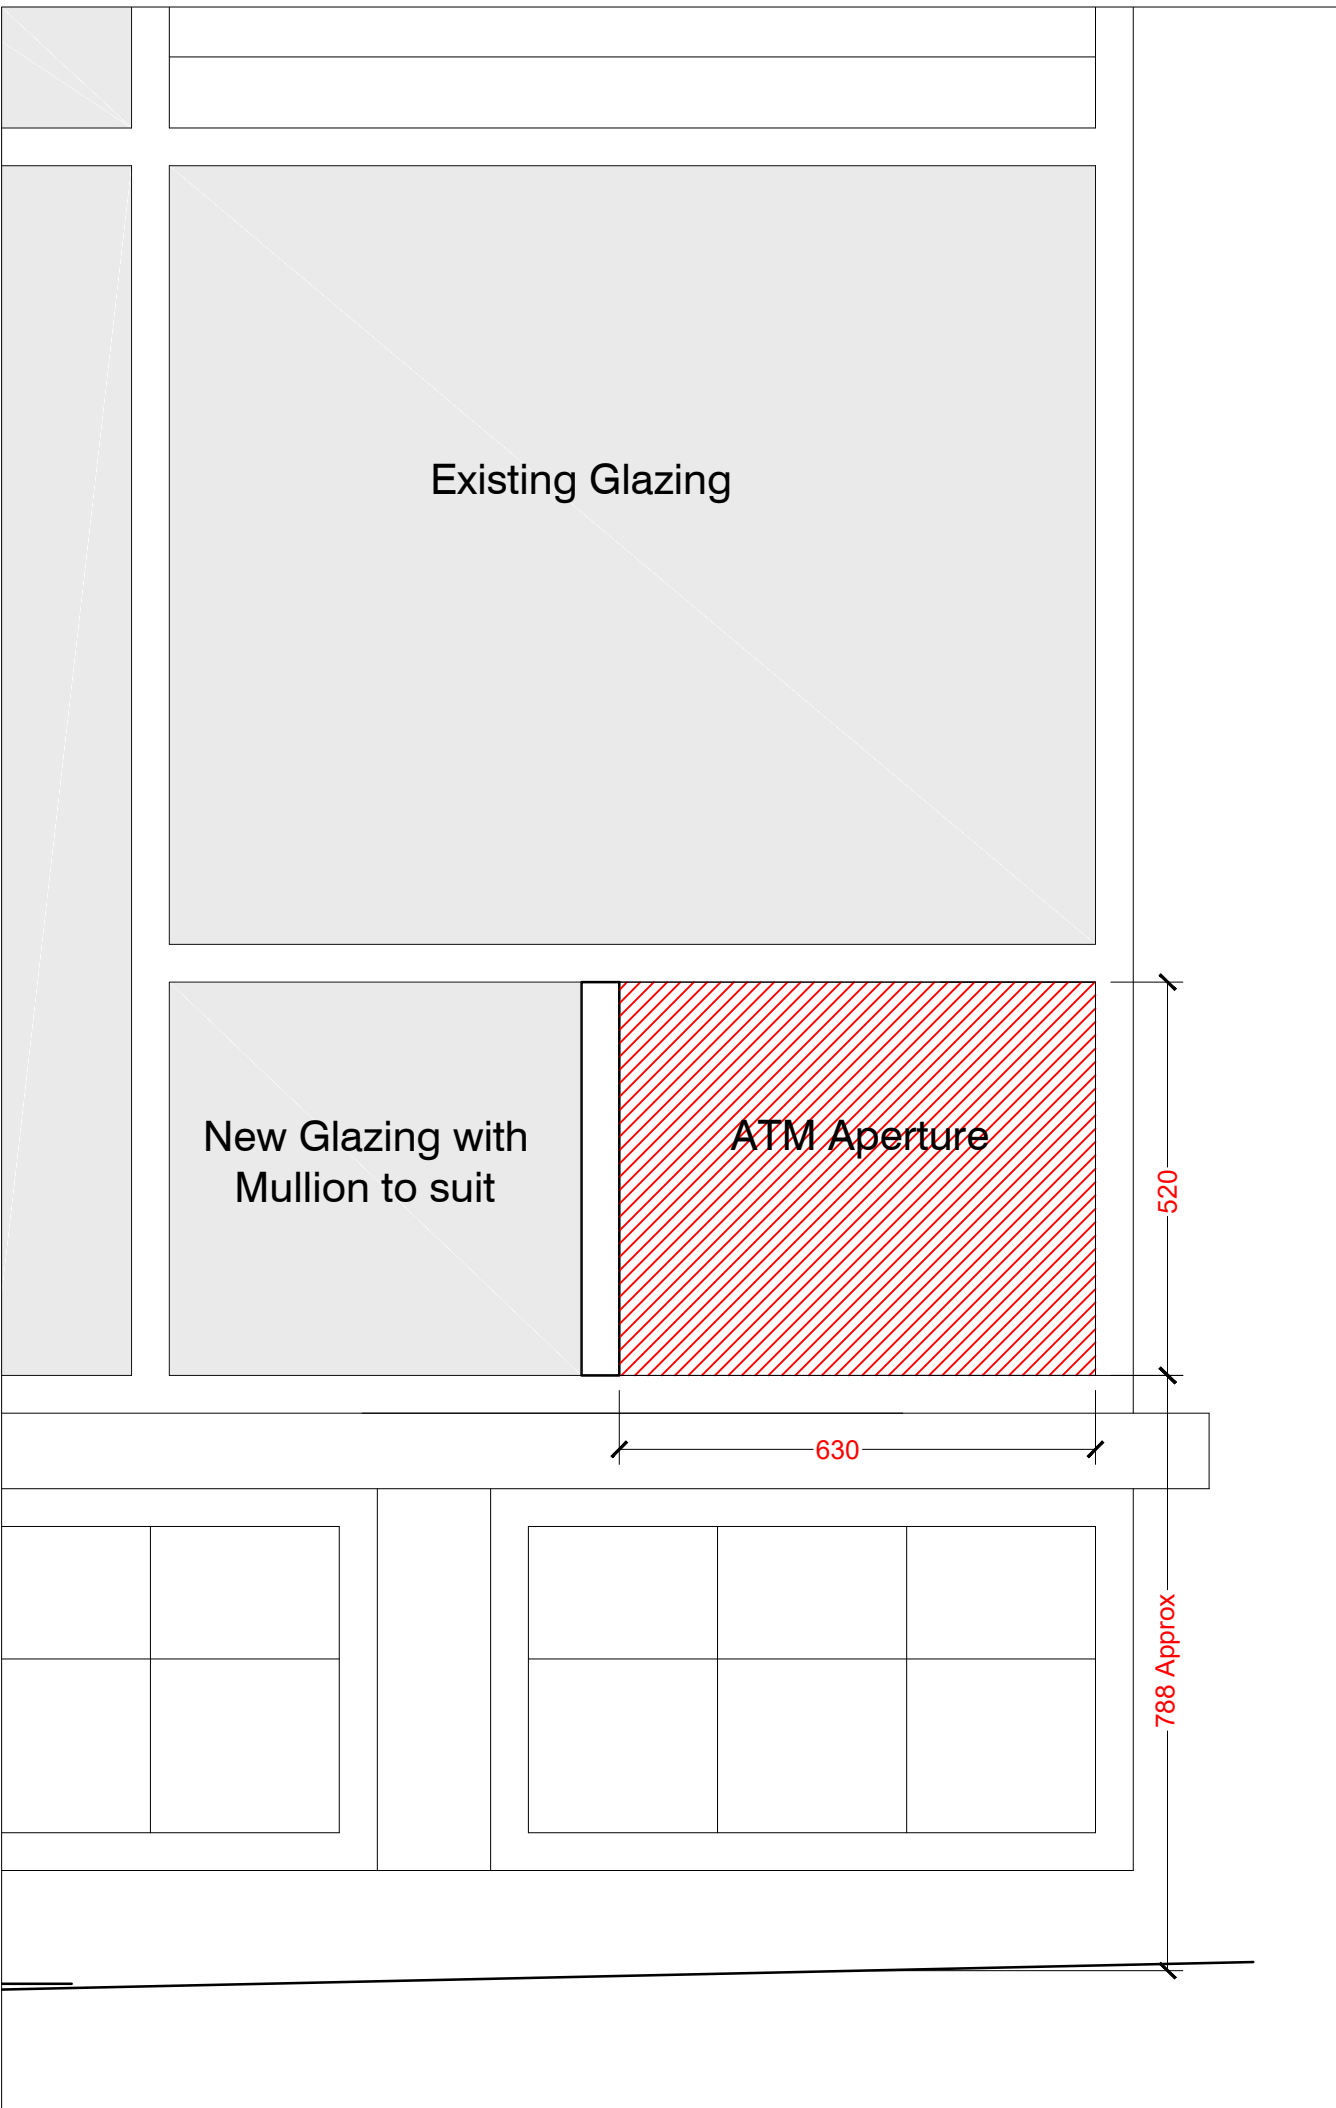 Existing Glazing
New Glazing with
Mullion to suit
ATM Aperture
520
630
788 Approx